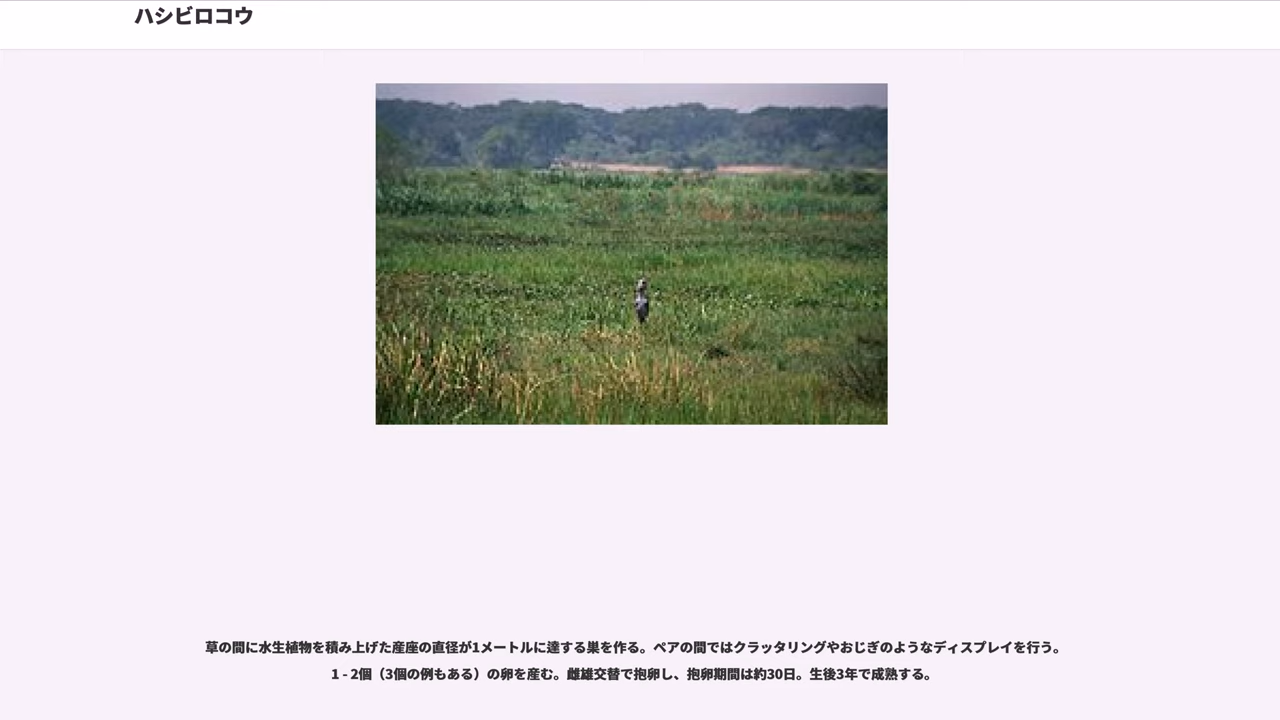 ハシビロコウ
草の間に水生植物を積み上げた産座の直径が1メートルに達する巣を作る。ペアの間ではクラッタリングやおじぎのようなディスプレイを行う。
1 - 2個（3個の例もある）の卵を産む。雌雄交替で抱卵し、抱卵期間は約30日。生後3年で成熟する。